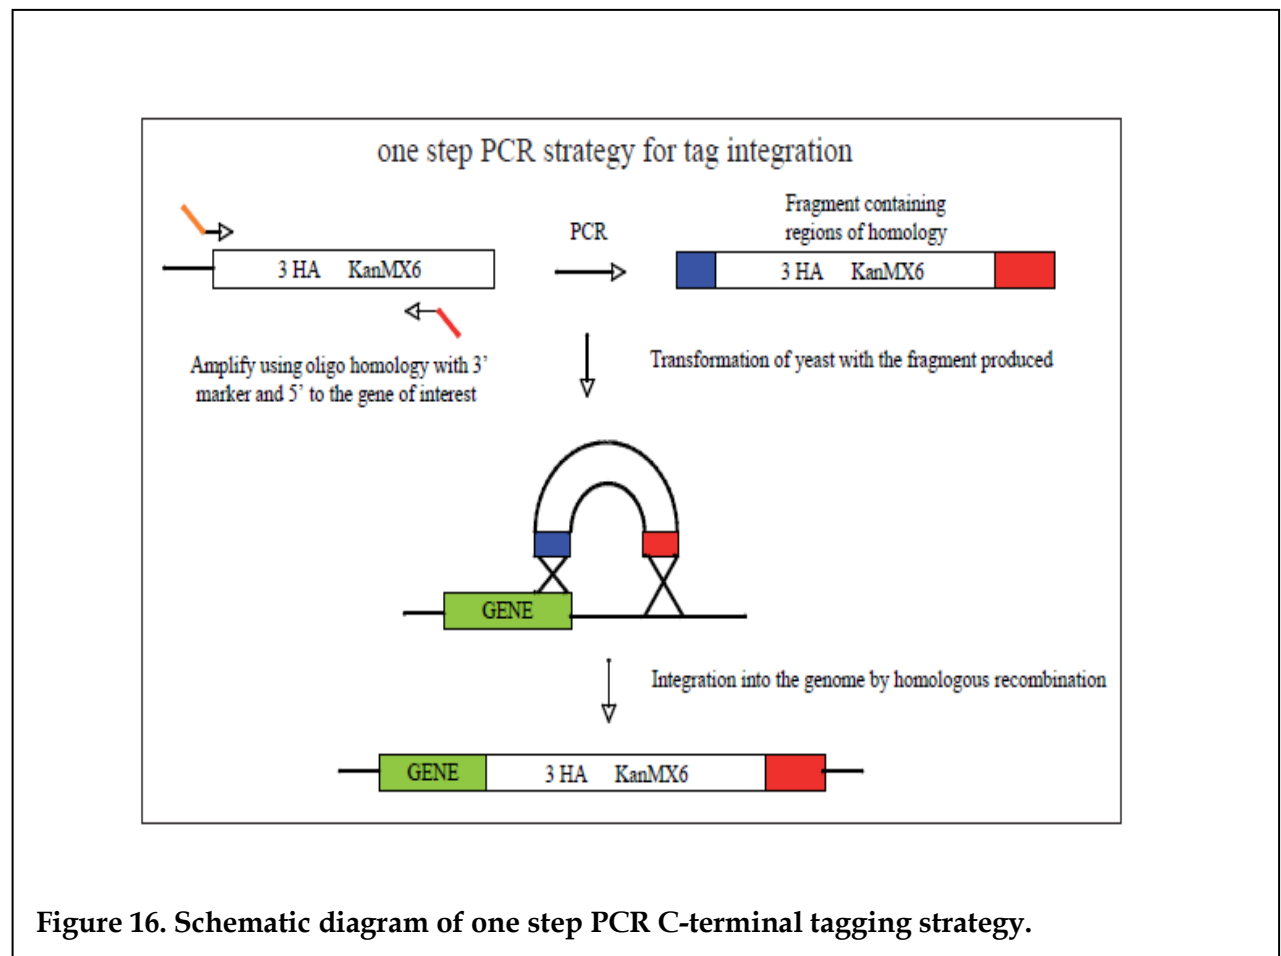 one step PCR strategy for tag integration
Fragment containing
regions of homology
PCR
3 HA KanMX6
3 HA KanMX6
Amplify using oligo homology with 3’
marker and 5’ to the gene of interest
Transformation of yeast with the fragment produced
GENE
Integration into the genome by homologous recombination
GENE 3 HA KanMX6
Figure 16. Schematic diagram of one step PCR C-terminal tagging strategy.